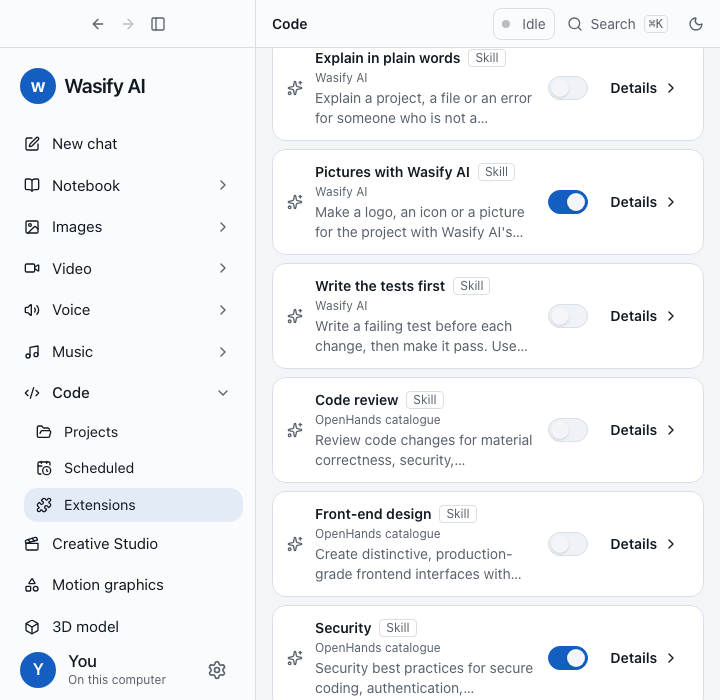 Code
Idle
Search
⌘K
W
Wasify AI
New chat
Notebook
Images
Video
Voice
Music
Code
Projects
Scheduled
Extensions
Creative Studio
Motion graphics
3D model
Y
You
On this computer
Explain in plain words Skill
Wasify AI
Explain a project, a file or an error
for someone who is not a...
Details
Pictures with Wasify AI Skill
Wasify AI
Make a logo, an icon or a picture
for the project with Wasify AI's...
Details
Write the tests first Skill
Wasify AI
Write a failing test before each
change, then make it pass. Use...
Details
Code review Skill
OpenHands catalogue
Review code changes for material
correctness, security,...
Details
Front-end design Skill
OpenHands catalogue
Create distinctive, production-
grade frontend interfaces with...
Details
Security Skill
OpenHands catalogue
Security best practices for secure
coding, authentication,...
Details